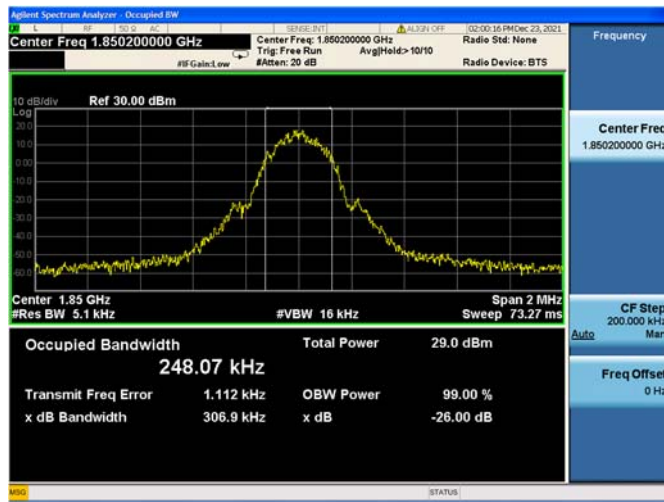 Agilent Spectrum Analyzer - Occupied BW
L RF 50 Ω AC SENSE:INT ALIGN OFF 02:00:16 PM Dec 23, 2021
Center Freq 1.850200000 GHz
Center Freq: 1.850200000 GHz
Radio Std: None
Trig: Free Run Avg|Hold:>10/10
#IFGain:Low #Atten: 20 dB Radio Device: BTS
10 dB/div Ref 30.00 dBm
Log
20.0
10.0
0.00
-10.0
-20.0
-30.0
-40.0
-50.0
-60.0
Center 1.85 GHz Span 2 MHz
#Res BW 5.1 kHz #VBW 16 kHz Sweep 73.27 ms
Occupied Bandwidth Total Power 29.0 dBm
248.07 kHz
Transmit Freq Error 1.112 kHz OBW Power 99.00 %
x dB Bandwidth 306.9 kHz x dB -26.00 dB
MSG STATUS
Frequency
Center Freq
1.850200000 GHz
CF Step
200.000 kHz
Auto Man
Freq Offset
0 Hz